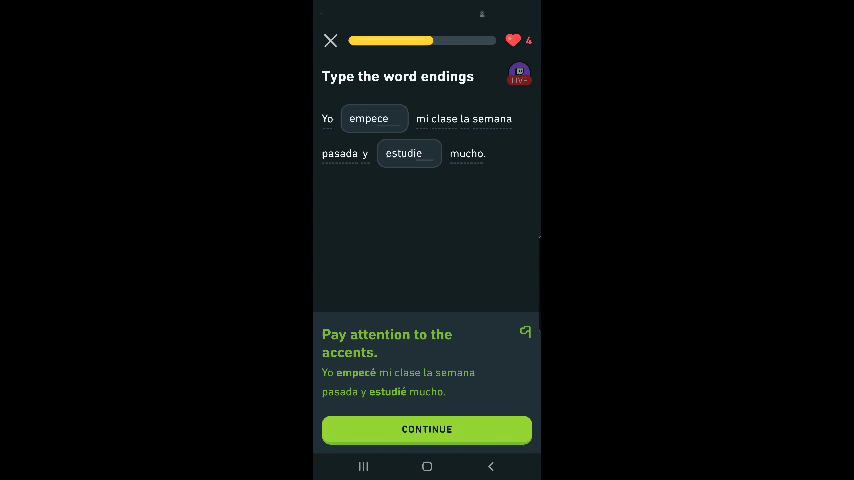 4
Type the word endings
LIVE
Yo empece mi clase la semana
pasada y estudie mucho.
Pay attention to the
accents.
Yo empecé mi clase la semana
pasada y estudié mucho.
CONTINUE